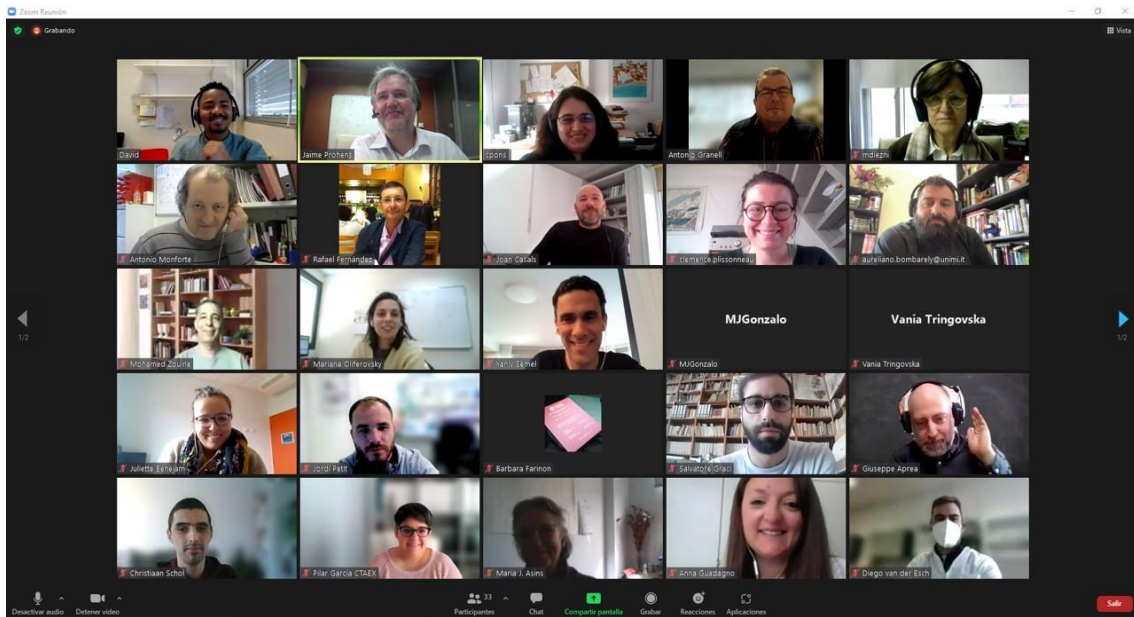 Zoom Reunión
Grabando
Vista
David
Jaime Prohens
cpons
Antonio Granell
mdiezni
Antonio Monforte
Rafael Fernández
Joan Casals
clemence.plissonneau
aureliano.bombarely@unimi.it
Mohamed Zouine
Mariana Oliferovsky
Yaniv Semel
MJGonzalo
MJGonzalo
Vania Tringovska
Vania Tringovska
1/2
1/2
Juliette Benejam
Jordi Petit
Barbara Farinon
Salvatore Graci
Giuseppe Aprea
Christiaan Schol
Pilar Garcia CTAEX
Maria J. Asins
Anna Guadagno
Diego van der Esch
Desactivar audio
Detener video
Participantes
33
Chat
Compartir pantalla
Grabar
Reacciones
Aplicaciones
Salir